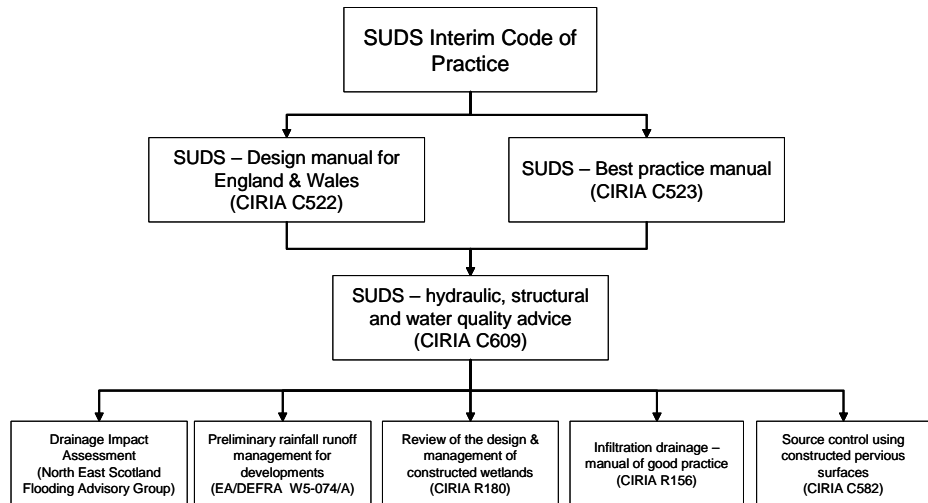 SUDS Interim Code of
Practice
SUDS – Design manual for
England & Wales
(CIRIA C522)
SUDS – Best practice manual
(CIRIA C523)
SUDS – hydraulic, structural
and water quality advice
(CIRIA C609)
Drainage Impact
Assessment
(North East Scotland
Flooding Advisory Group)
Preliminary rainfall runoff
management for
developments
(EA/DEFRA W5-074/A)
Review of the design &
management of
constructed wetlands
(CIRIA R180)
Infiltration drainage –
manual of good practice
(CIRIA R156)
Source control using
constructed pervious
surfaces
(CIRIA C582)